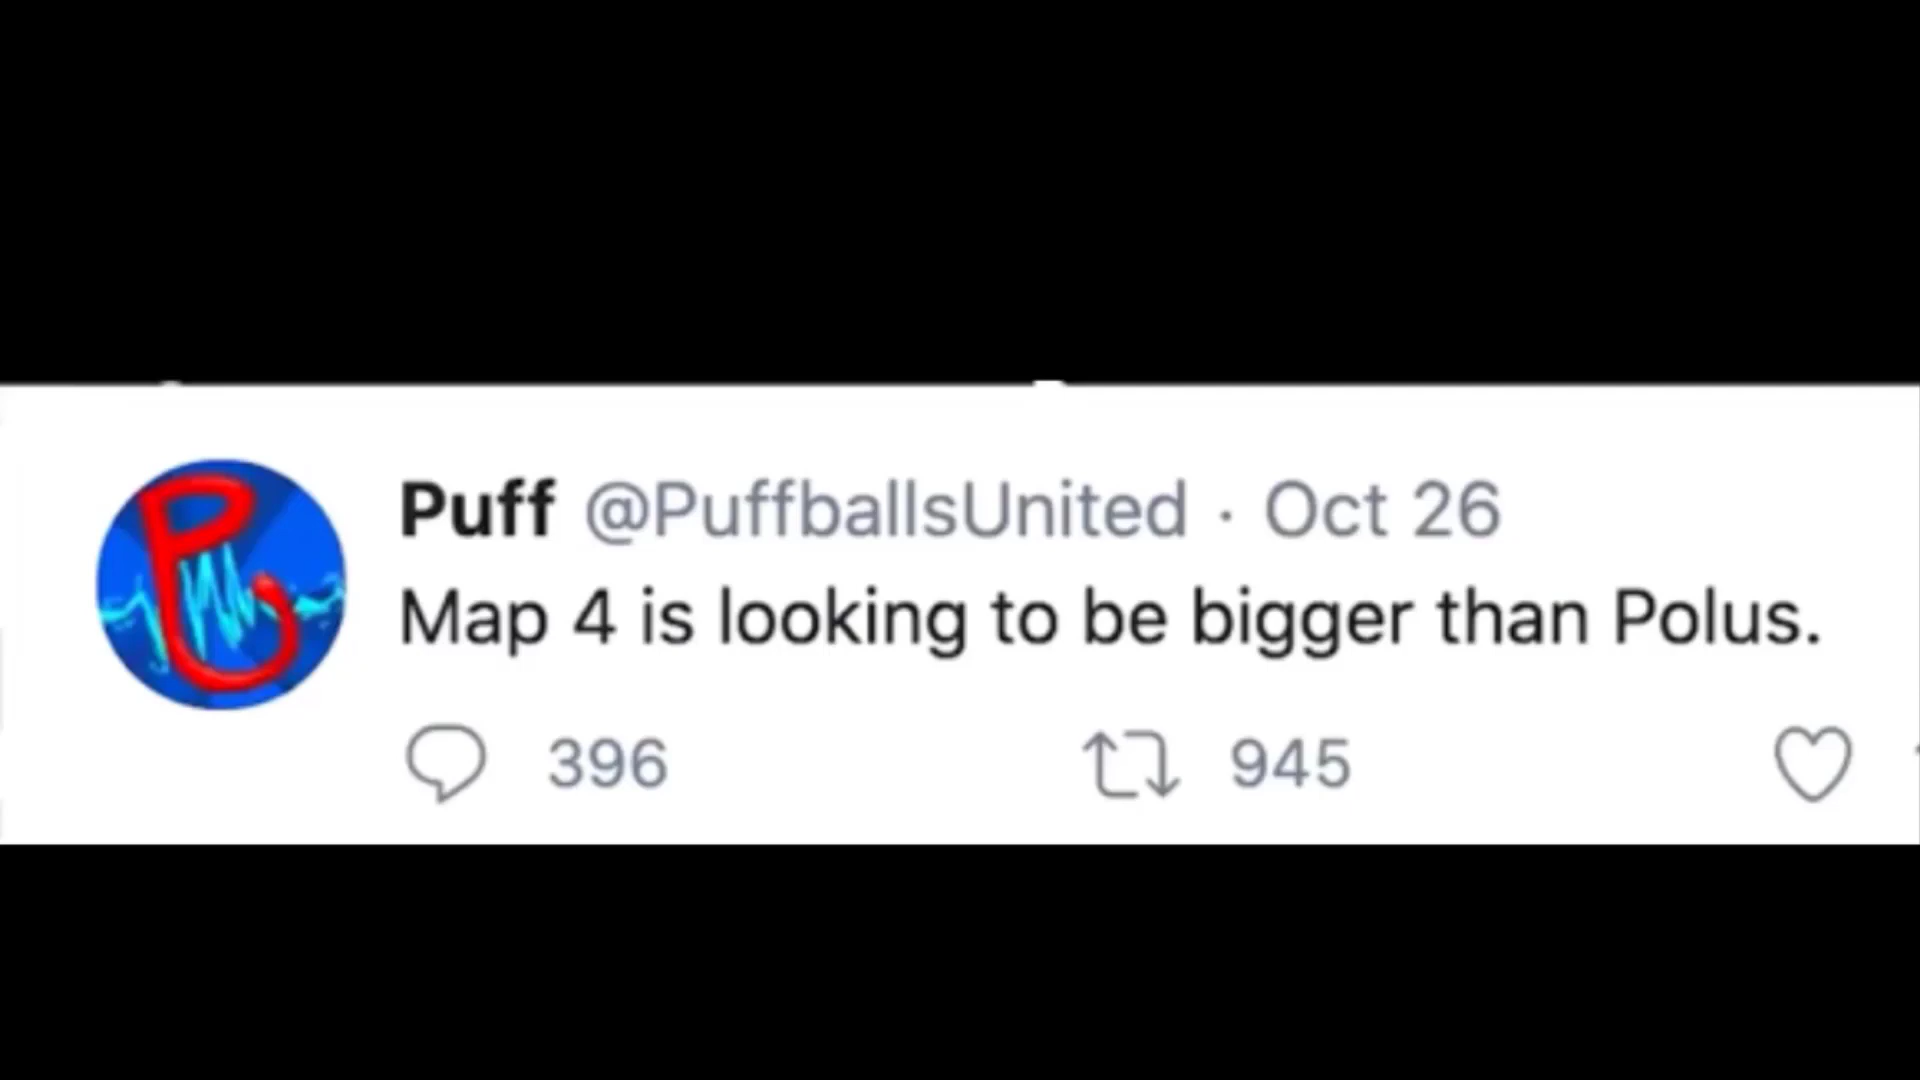 Puff @PuffballsUnited · Oct 26
Map 4 is looking to be bigger than Polus.
396 945